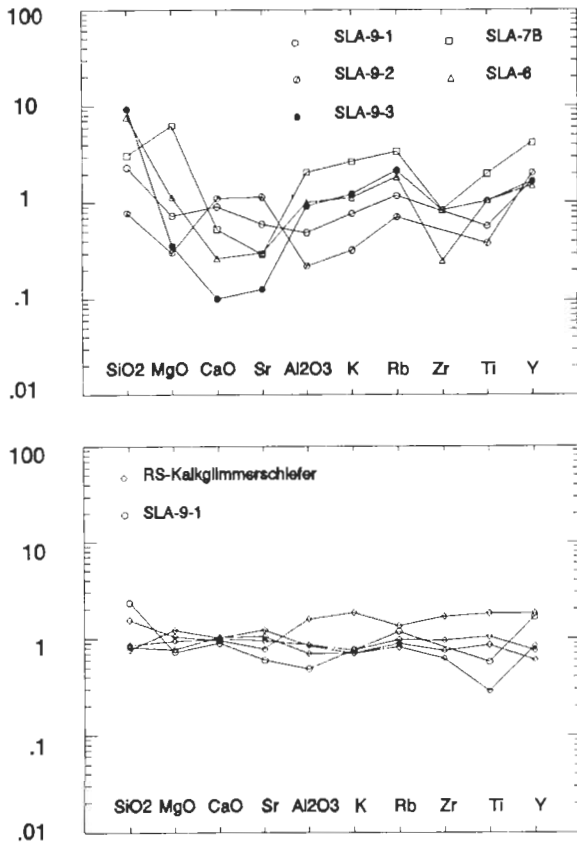 100
SLA-9-1 SLA-7B
SLA-9-2 SLA-6
SLA-9-3
10
1
.1
.01
SiO2 MgO CaO Sr Al2O3 K Rb Zr Ti Y
100
RS-Kalkglimmerschiefer
SLA-9-1
10
1
.1
.01
SiO2 MgO CaO Sr Al2O3 K Rb Zr Ti Y